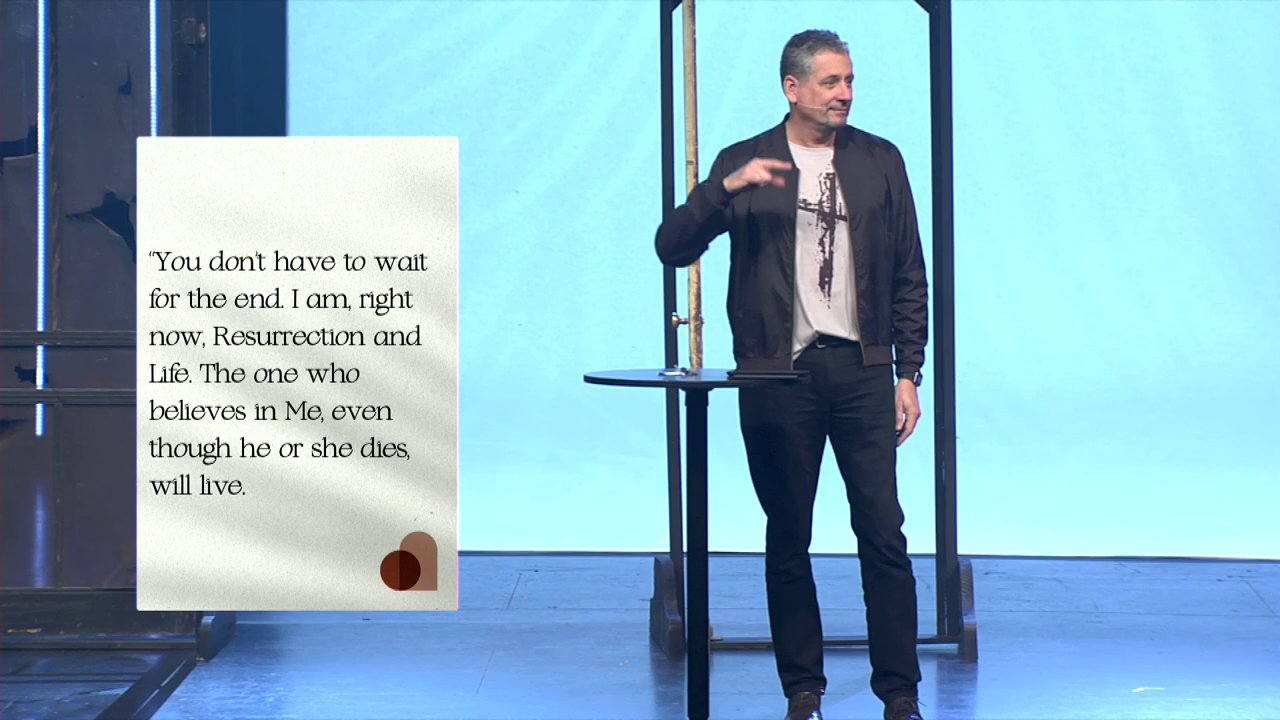 “You don't have to wait
for the end. I am, right
now, Resurrection and
Life. The one who
believes in Me, even
though he or she dies,
will live.